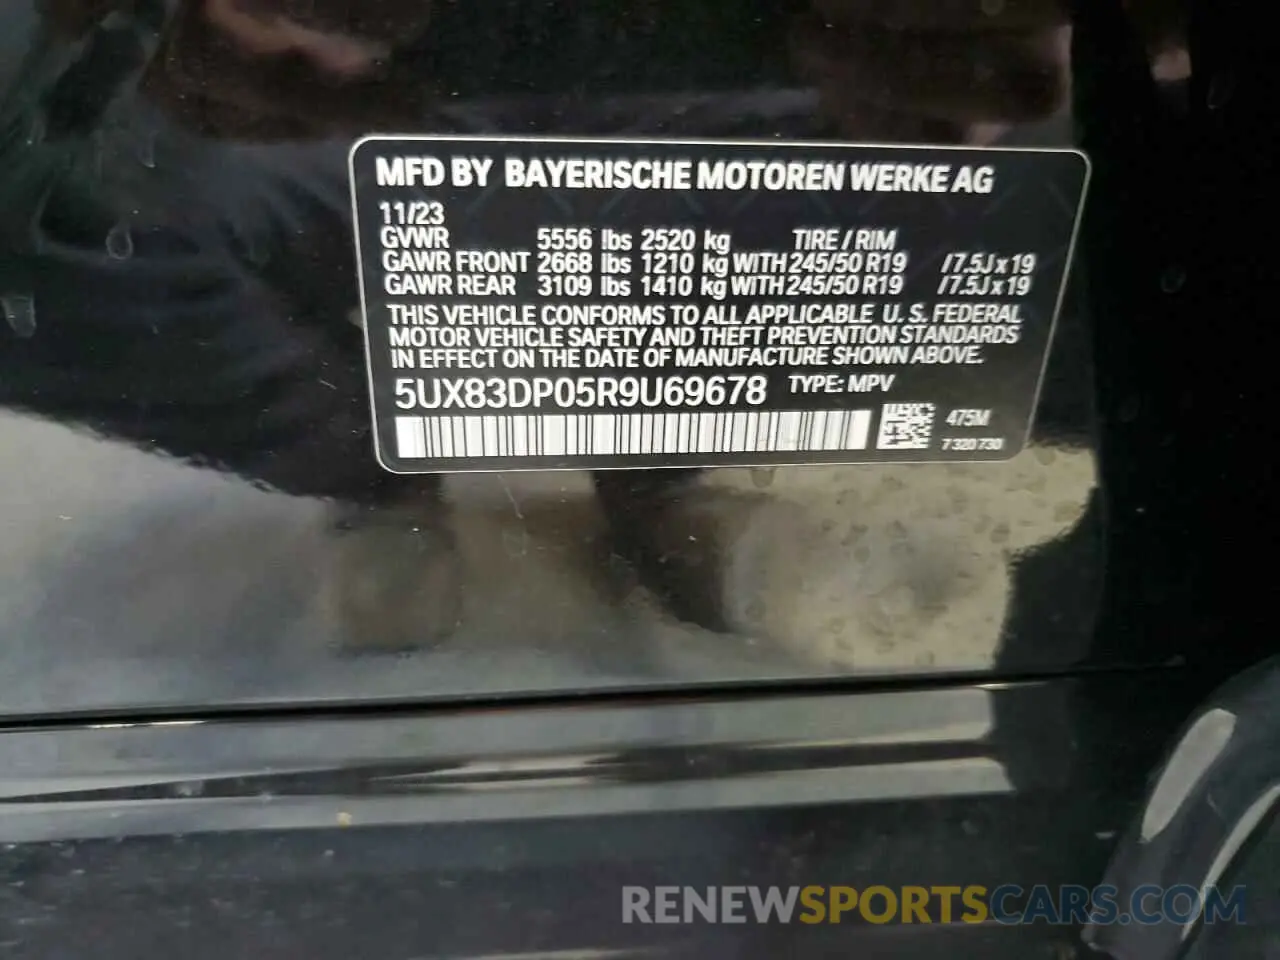 MFD BY BAYERISCHE MOTOREN WERKE AG
11/23
GVWR 5556 lbs 2520 kg TIRE / RIM
GAWR FRONT 2668 lbs 1210 kg WITH 245/50 R19 / 7.5J x 19
GAWR REAR 3109 lbs 1410 kg WITH 245/50 R19 / 7.5J x 19
THIS VEHICLE CONFORMS TO ALL APPLICABLE U. S. FEDERAL
MOTOR VEHICLE SAFETY AND THEFT PREVENTION STANDARDS
IN EFFECT ON THE DATE OF MANUFACTURE SHOWN ABOVE.
5UX83DP05R9U69678 TYPE: MPV
475M
7 320 730
RENEWSPORTSCARS.COM